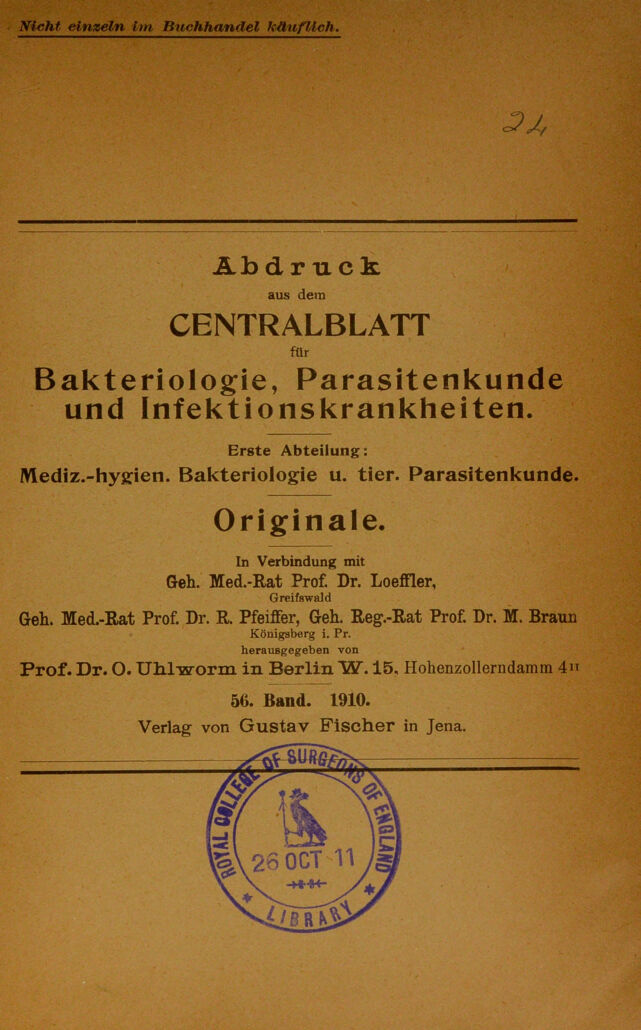 Nicht einzeln im Buchhandel käuflich.
24
Abdruck
aus dem
CENTRALBLATT
für
Bakteriologie, Parasitenkunde
und Infektionskrankheiten.
Erste Abteilung:
Mediz.-hygien. Bakteriologie u. tier. Parasitenkunde.
Originale.
In Verbindung mit
Geh. Med.-Rat Prof. Dr. Loeffler,
Greifswald
Geh. Med.-Rat Prof. Dr. R. Pfeiffer, Geh. Reg.-Rat Prof. Dr. M. Braun
Königsberg i. Pr.
herausgegeben von
Prof. Dr. O. Uhlworm in Berlin W. 15, Hohenzollerndamm 4II
56. Band. 1910.
Verlag von Gustav Fischer in Jena.
ROYAL COLLEGE OF SURGEONS OF ENGLAND
26 OCT 11
* LIBRARY *